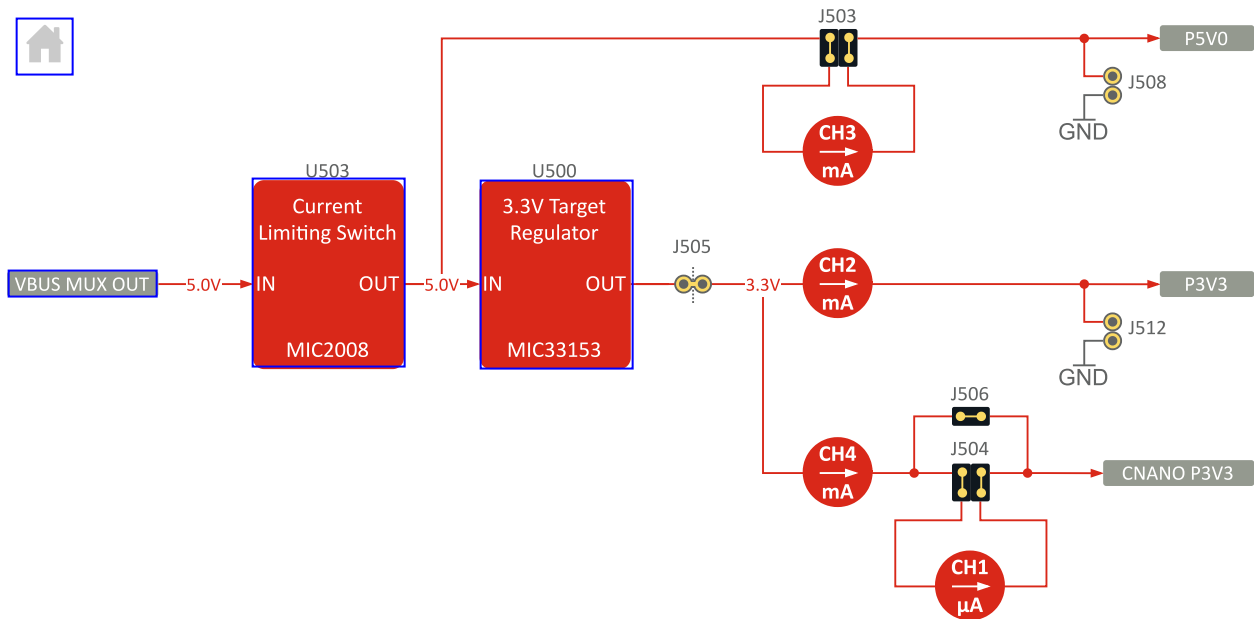 J503
P5V0
J508
GND
CH3
mA
U503
Current
Limiting Switch
IN
OUT
MIC2008
U500
3.3V Target
Regulator
IN
OUT
MIC33153
VBUS MUX OUT
5.0V
5.0V
J505
3.3V
CH2
mA
P3V3
J512
GND
J506
J504
CH4
mA
CNANO P3V3
CH1
µA